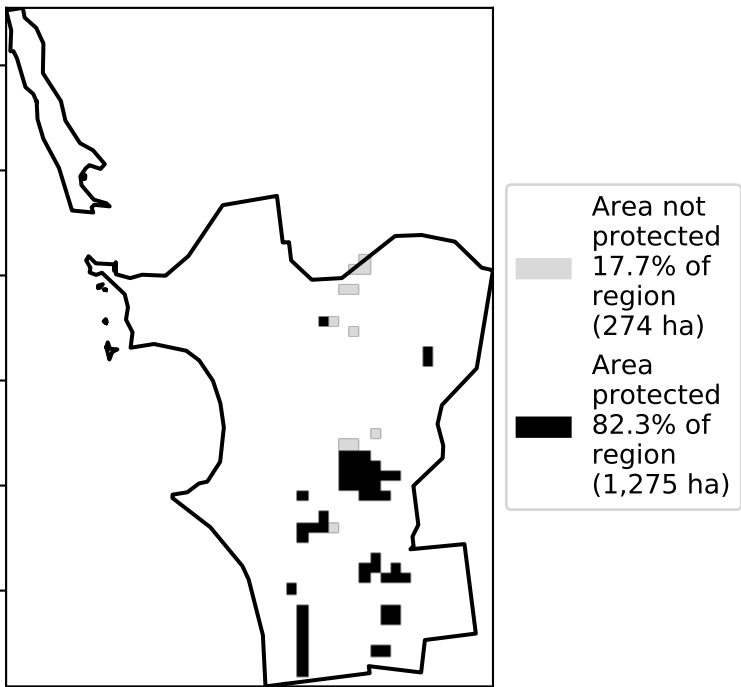 Area not
protected
17.7% of
region
(274 ha)
Area
protected
82.3% of
region
(1,275 ha)